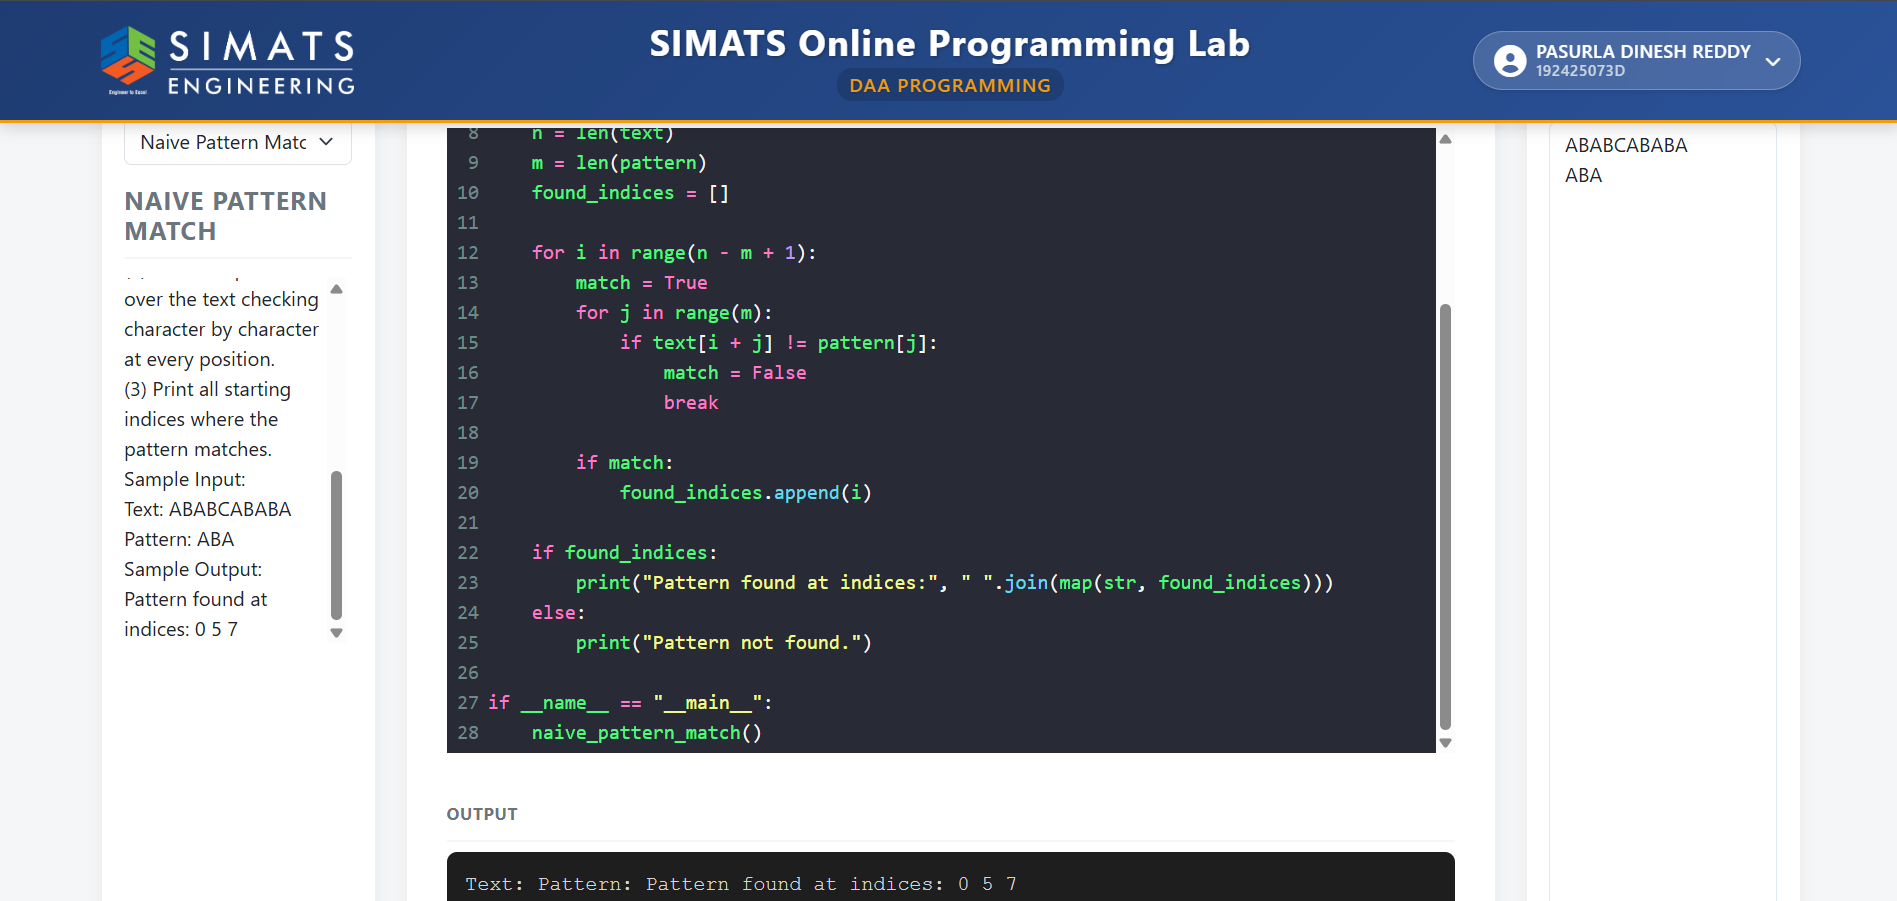 SIMATS
ENGINEERING
Engineer to Excel
SIMATS Online Programming Lab
DAA PROGRAMMING
PASURLA DINESH REDDY
192425073D
Naive Pattern Matc
NAIVE PATTERN
MATCH
over the text checking
character by character
at every position.
(3) Print all starting
indices where the
pattern matches.
Sample Input:
Text: ABABCABABA
Pattern: ABA
Sample Output:
Pattern found at
indices: 0 5 7
8     n = len(text)
9     m = len(pattern)
10     found_indices = []
11
12     for i in range(n - m + 1):
13         match = True
14         for j in range(m):
15             if text[i + j] != pattern[j]:
16                 match = False
17                 break
18
19         if match:
20             found_indices.append(i)
21
22     if found_indices:
23         print("Pattern found at indices:", " ".join(map(str, found_indices)))
24     else:
25         print("Pattern not found.")
26
27 if __name__ == "__main__":
28     naive_pattern_match()
OUTPUT
Text: Pattern: Pattern found at indices: 0 5 7
ABABCABABA
ABA